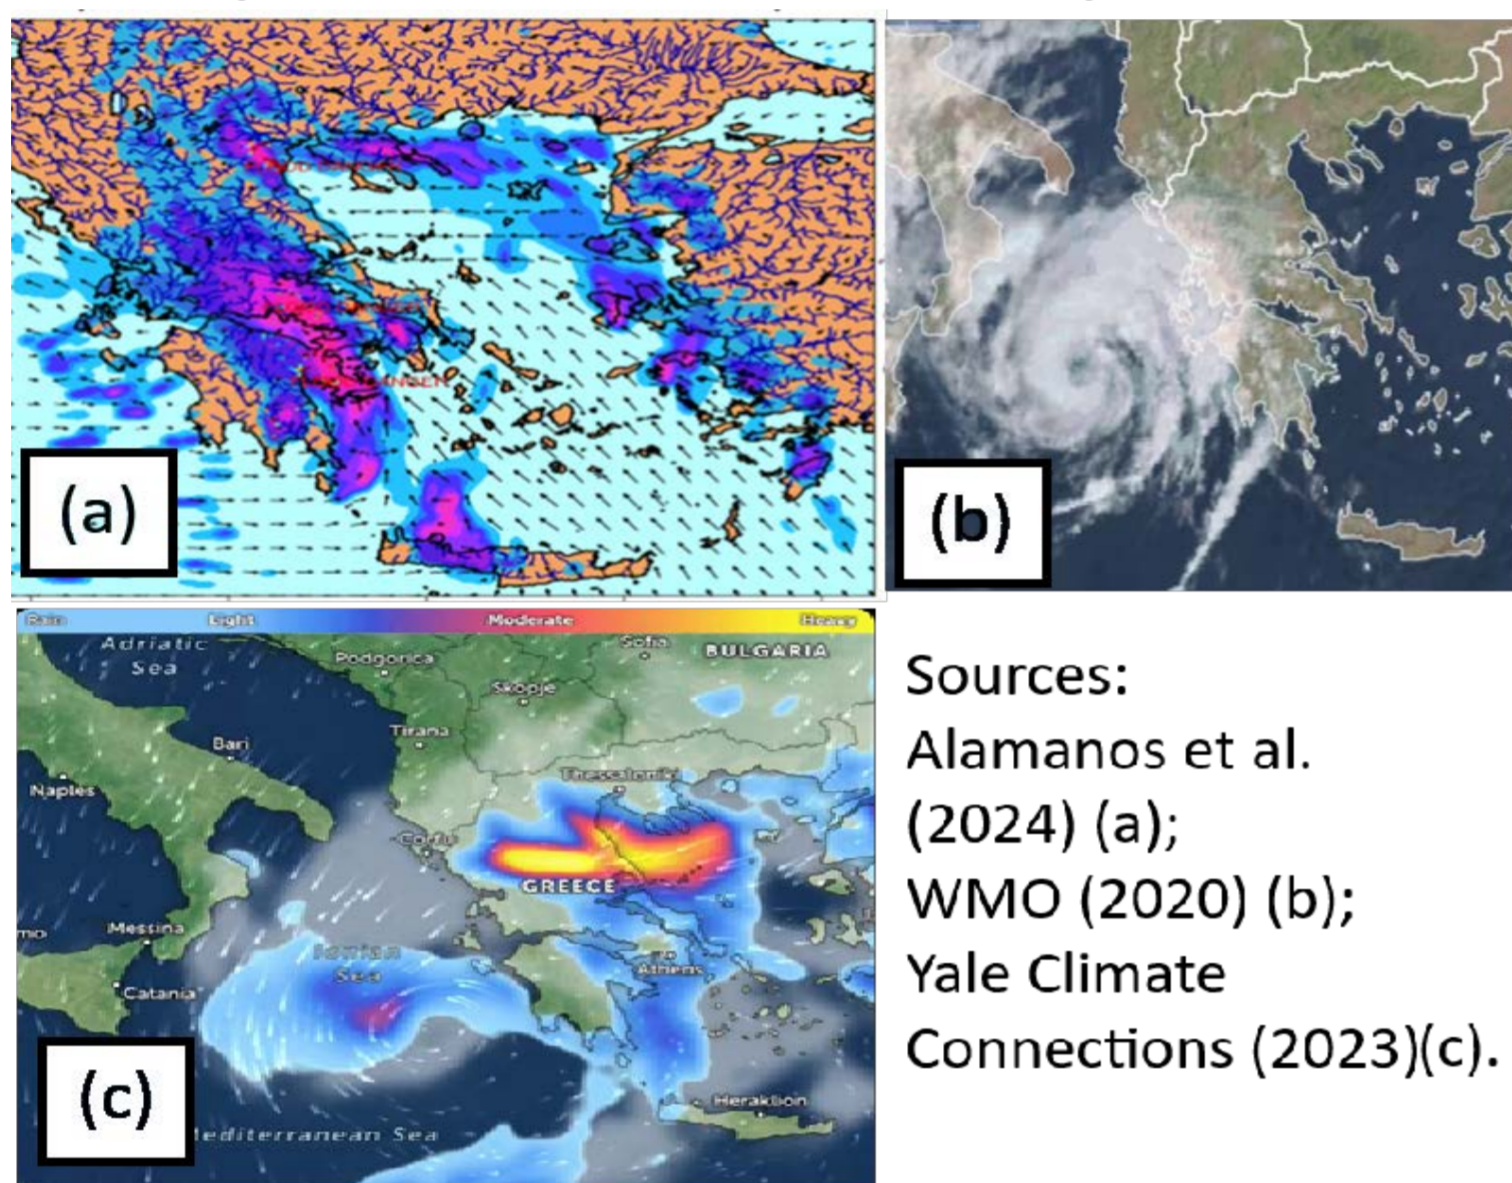 (a)
(b)
Rain Light Moderate Heavy
Adriatic
Sea
Podgorica
Sofia
BULGARIA
Skopje
Tirana
Bari
Naples
Thessaloniki
Corfu
GREECE
Messina
Ionian
Sea
Athens
Catania
(c)
Heraklion
Mediterranean Sea
Sources:
Alamanos et al.
(2024) (a);
WMO (2020) (b);
Yale Climate
Connections (2023)(c).